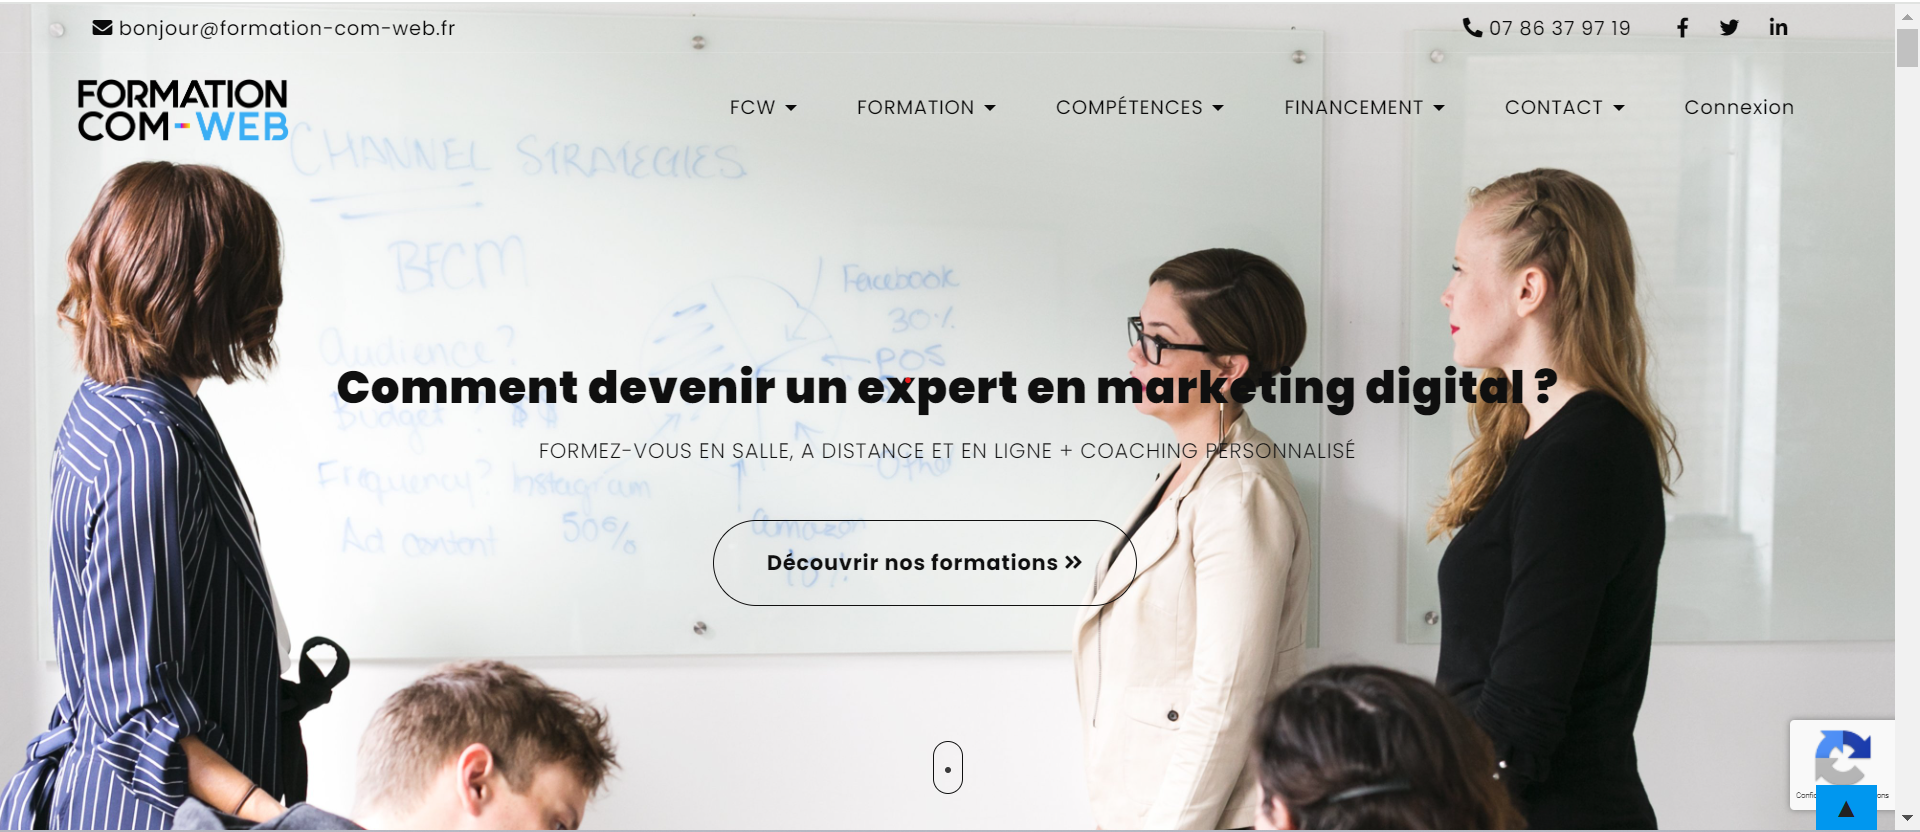 bonjour@formation-com-web.fr
07 86 37 97 19
FORMATION
COM-WEB
FCW
FORMATION
COMPÉTENCES
FINANCEMENT
CONTACT
Connexion
CHANNEL STRATEGIES
BFCM
Facebook
30%
Audience?
POS
Comment devenir un expert en marketing digital ?
Budget? $$
FORMEZ-VOUS EN SALLE, A DISTANCE ET EN LIGNE + COACHING PERSONNALISÉ
Other
Frequency? Instagram
50%
Amazon
Ad content
Découvrir nos formations »
10%